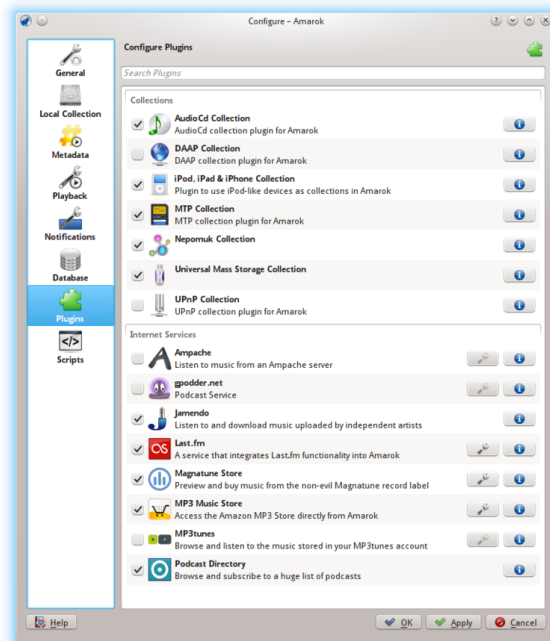 Configure – Amarok
General
Local Collection
Metadata
Playback
Notifications
Database
Plugins
Scripts
Configure Plugins
Search Plugins
Collections
AudioCd Collection
AudioCd collection plugin for Amarok
DAAP Collection
DAAP collection plugin for Amarok
iPod, iPad & iPhone Collection
Plugin to use iPod-like devices as collections in Amarok
MTP Collection
MTP collection plugin for Amarok
Nepomuk Collection
Universal Mass Storage Collection
UPnP Collection
UPnP collection plugin for Amarok
Internet Services
Ampache
Listen to music from an Ampache server
gpodder.net
Podcast Service
Jamendo
Listen to and download music uploaded by independent artists
Last.fm
A service that integrates Last.fm functionality into Amarok
Magnatune Store
Preview and buy music from the non-evil Magnatune record label
MP3 Music Store
Access the Amazon MP3 Store directly from Amarok
MP3tunes
Browse and listen to the music stored in your MP3tunes account
Podcast Directory
Browse and subscribe to a huge list of podcasts
Help
OK
Apply
Cancel